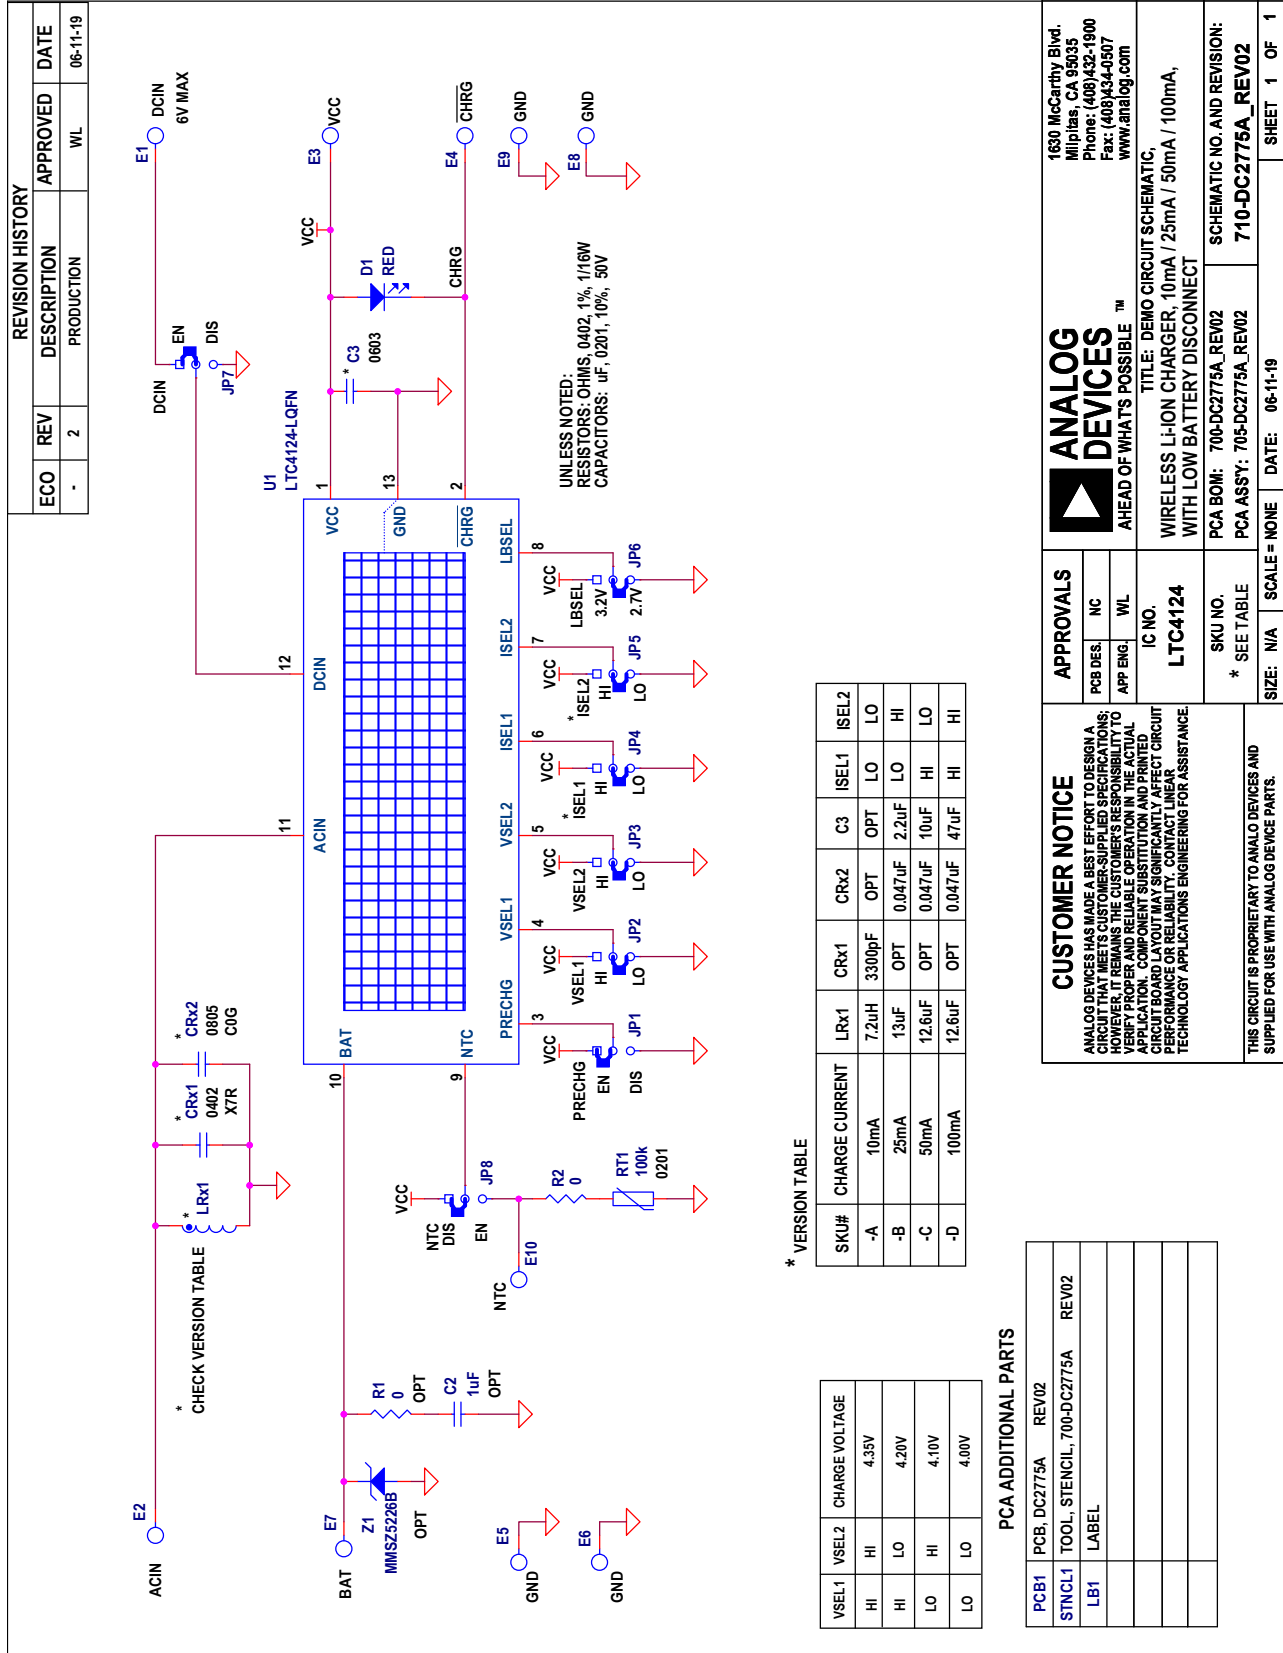 REVISION HISTORY
ECO REV DESCRIPTION APPROVED DATE
- 2 PRODUCTION WL 06-11-19
E2
ACIN
* CHECK VERSION TABLE
*
LRx1
*
CRx1
0402
X7R
*
CRx2
0805
C0G
DCIN
EN
DIS
JP7
E1
DCIN
6V MAX
11
ACIN
12
DCIN
U1
LTC4124-LQFN
E7
BAT
Z1
MMSZ5226B
OPT
R1
0
OPT
C2
1uF
OPT
E5
GND
E6
GND
10
BAT
9
NTC
VCC
NTC
DIS
EN
JP8
NTC
E10
R2
0
RT1
100k
0201
1
VCC
13
GND
2
CHRG
* C3
0603
D1
RED
VCC
E3
VCC
CHRG
E4
CHRG
E9
GND
E8
GND
PRECHG
3
VCC
PRECHG
EN
DIS
JP1
VSEL1
4
VCC
VSEL1
HI
LO
JP2
VSEL2
5
VCC
VSEL2
HI
LO
JP3
ISEL1
6
VCC
*
ISEL1
HI
LO
JP4
ISEL2
7
VCC
*
ISEL2
HI
LO
JP5
LBSEL
8
VCC
LBSEL
3.2V
2.7V
JP6
UNLESS NOTED:
RESISTORS: OHMS, 0402, 1%, 1/16W
CAPACITORS: uF, 0201, 10%, 50V
* VERSION TABLE
SKU# CHARGE CURRENT LRx1 CRx1 CRx2 C3 ISEL1 ISEL2
-A 10mA 7.2uH 3300pF OPT OPT LO LO
-B 25mA 13uF OPT 0.047uF 2.2uF LO HI
-C 50mA 12.6uF OPT 0.047uF 10uF HI LO
-D 100mA 12.6uF OPT 0.047uF 47uF HI HI
VSEL1 VSEL2 CHARGE VOLTAGE
HI HI 4.35V
HI LO 4.20V
LO HI 4.10V
LO LO 4.00V
PCA ADDITIONAL PARTS
PCB1 PCB, DC2775A REV02
STNCL1 TOOL, STENCIL, 700-DC2775A REV02
LB1 LABEL
CUSTOMER NOTICE
ANALOG DEVICES HAS MADE A BEST EFFORT TO DESIGN A
CIRCUIT THAT MEETS CUSTOMER-SUPPLIED SPECIFICATIONS;
HOWEVER, IT REMAINS THE CUSTOMER'S RESPONSIBILITY TO
VERIFY PROPER AND RELIABLE OPERATION IN THE ACTUAL
APPLICATION. COMPONENT SUBSTITUTION AND PRINTED
CIRCUIT BOARD LAYOUT MAY SIGNIFICANTLY AFFECT CIRCUIT
PERFORMANCE OR RELIABILITY. CONTACT LINEAR
TECHNOLOGY APPLICATIONS ENGINEERING FOR ASSISTANCE.
THIS CIRCUIT IS PROPRIETARY TO ANALO DEVICES AND
SUPPLIED FOR USE WITH ANALOG DEVICE PARTS.
APPROVALS
PCB DES. NC
APP ENG. WL
IC NO.
LTC4124
SKU NO.
* SEE TABLE
ANALOG
DEVICES
AHEAD OF WHAT'S POSSIBLE ™
1630 McCarthy Blvd.
Milpitas, CA 95035
Phone: (408)432-1900
Fax: (408)434-0507
www.analog.com
TITLE: DEMO CIRCUIT SCHEMATIC,
WIRELESS Li-ION CHARGER, 10mA / 25mA / 50mA / 100mA,
WITH LOW BATTERY DISCONNECT
PCA BOM: 700-DC2775A_REV02
PCA ASS'Y: 705-DC2775A_REV02
SCHEMATIC NO. AND REVISION:
710-DC2775A_REV02
SIZE: N/A SCALE = NONE DATE: 06-11-19 SHEET 1 OF 1